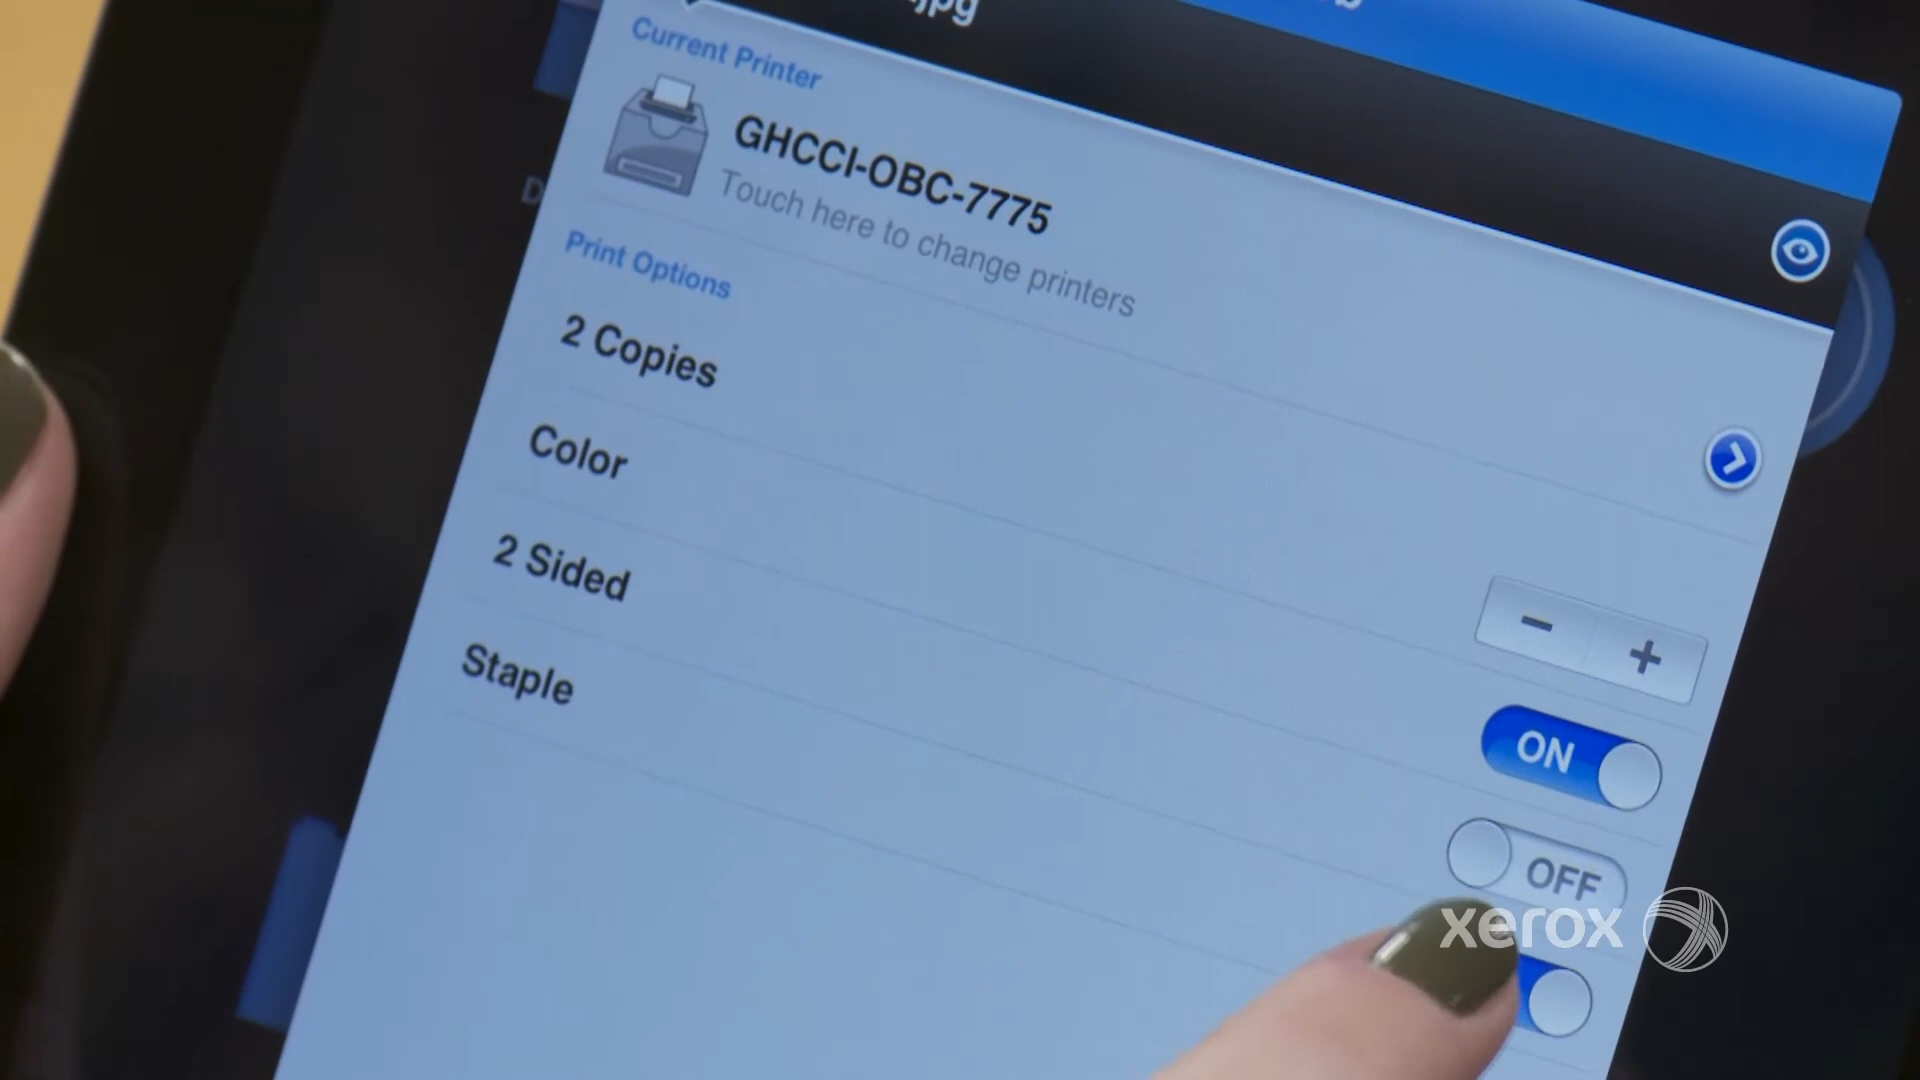 .jpg
Current Printer
GHCCI-OBC-7775
Touch here to change printers
Print Options
2 Copies
Color
ON
2 Sided
OFF
Staple
xerox